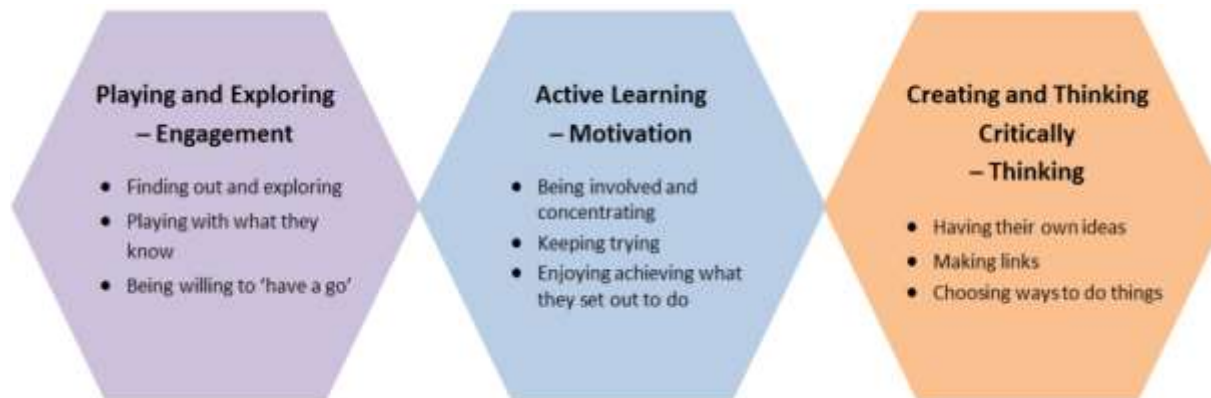 Playing and Exploring
– Engagement
● Finding out and exploring
● Playing with what they
know
● Being willing to ‘have a go’
Active Learning
– Motivation
● Being involved and
concentrating
● Keeping trying
● Enjoying achieving what
they set out to do
Creating and Thinking
Critically
– Thinking
● Having their own ideas
● Making links
● Choosing ways to do things